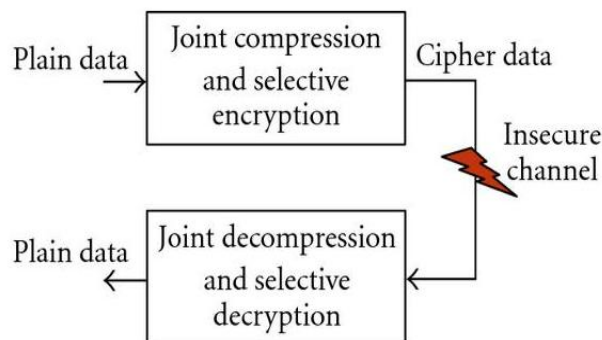 Plain data
Joint compression
and selective
encryption
Cipher data
Insecure
channel
Plain data
Joint decompression
and selective
decryption